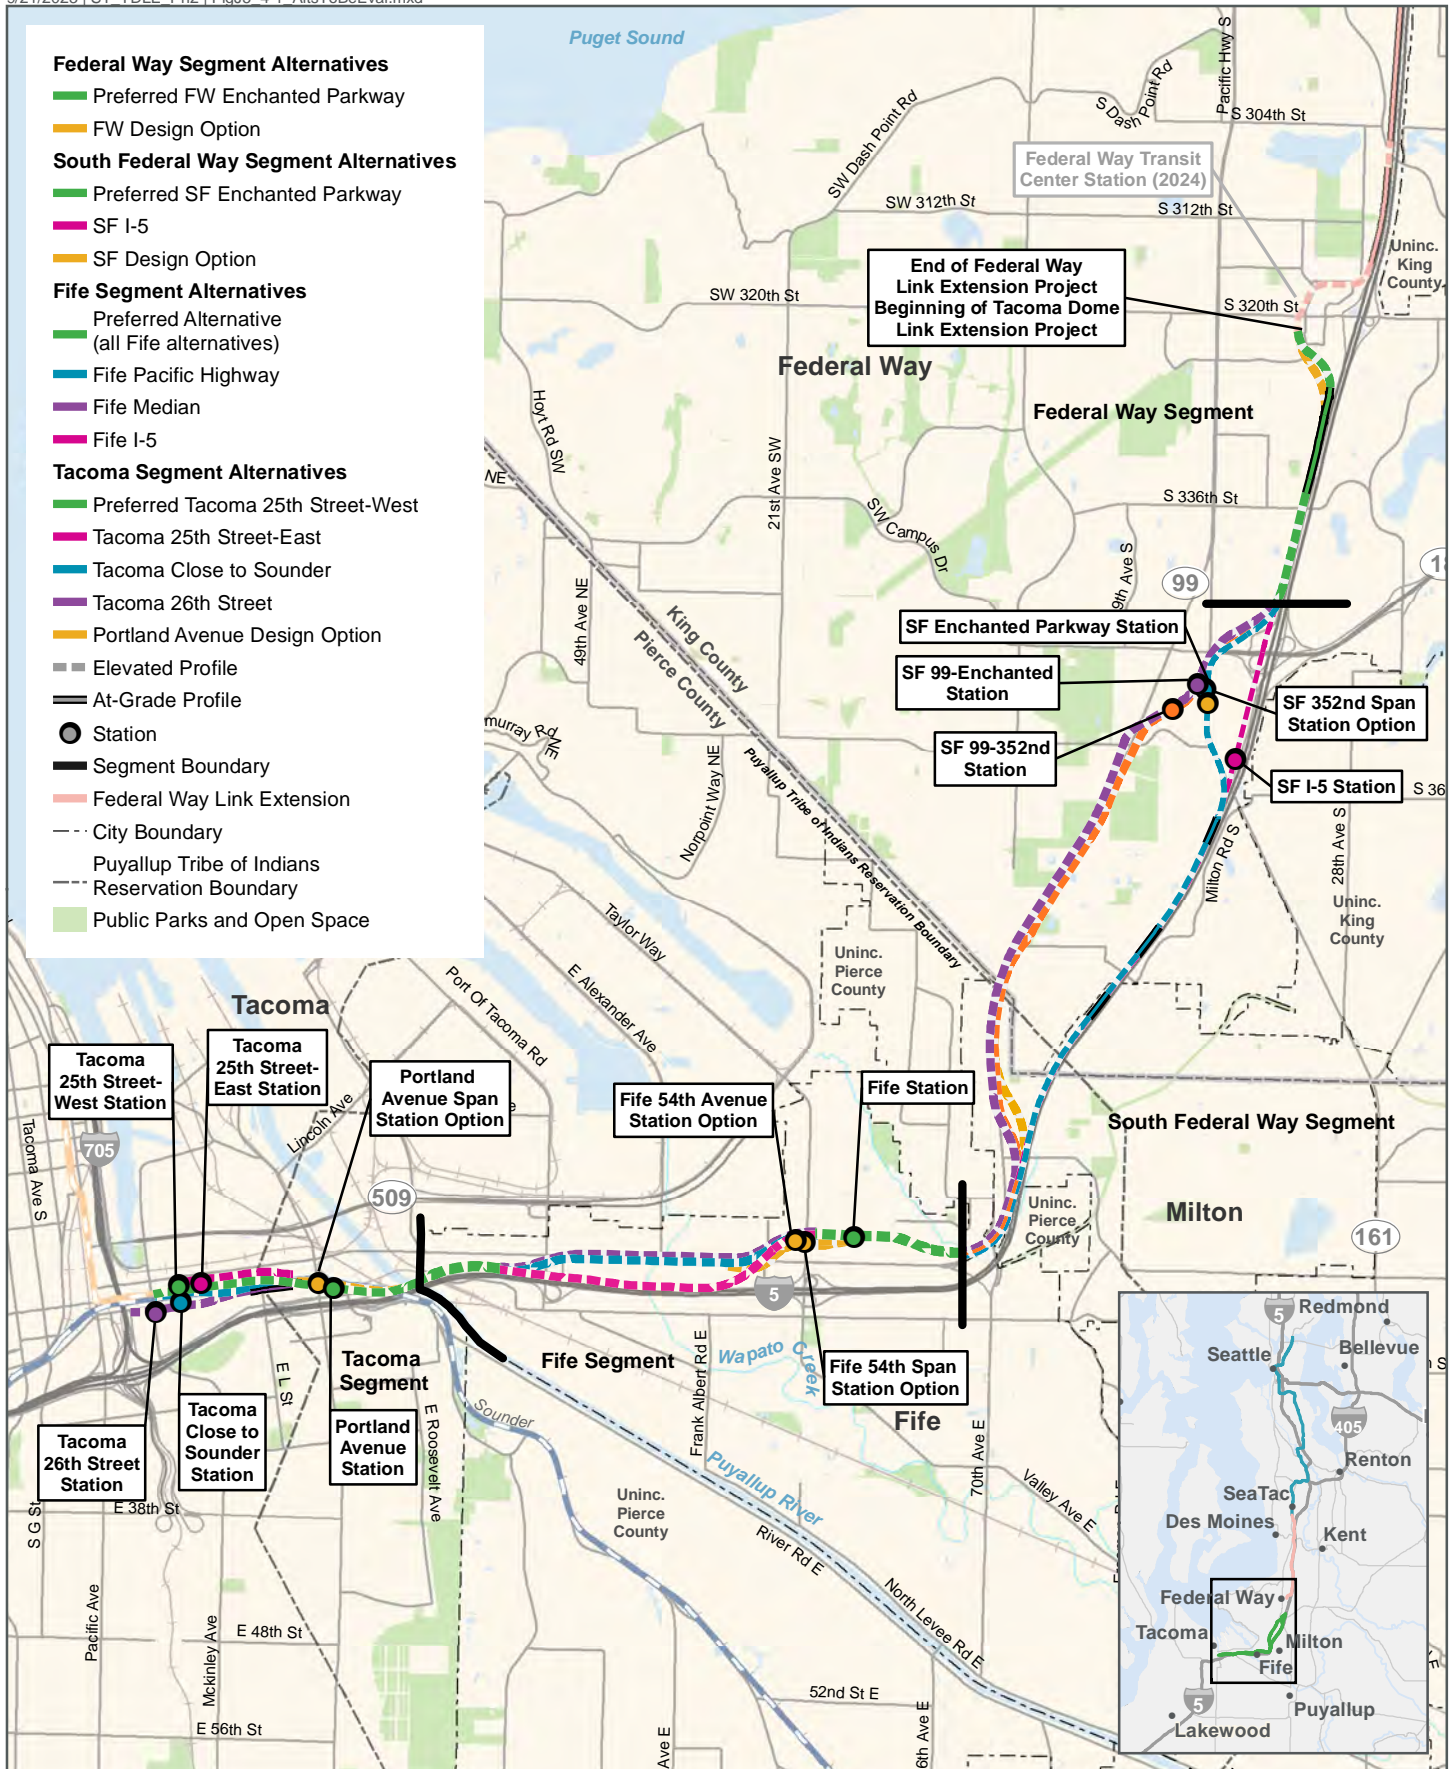 Puget Sound
Federal Way Segment Alternatives
Preferred FW Enchanted Parkway
FW Design Option
South Federal Way Segment Alternatives
Preferred SF Enchanted Parkway
SF I-5
SF Design Option
Fife Segment Alternatives
Preferred Alternative
(all Fife alternatives)
Fife Pacific Highway
Fife Median
Fife I-5
Tacoma Segment Alternatives
Preferred Tacoma 25th Street-West
Tacoma 25th Street-East
Tacoma Close to Sounder
Tacoma 26th Street
Portland Avenue Design Option
Elevated Profile
At-Grade Profile
Station
Segment Boundary
Federal Way Link Extension
City Boundary
Puyallup Tribe of Indians
Reservation Boundary
Public Parks and Open Space
SW Dash Point Rd
S Dash Point Rd
Pacific Hwy S
S 304th St
Federal Way Transit
Center Station (2024)
SW 312th St
S 312th St
Uninc.
King
County
End of Federal Way
Link Extension Project
Beginning of Tacoma Dome
Link Extension Project
SW 320th St
S 320th St
Federal Way
Federal Way Segment
Hoyt Rd SW
21st Ave SW
NE
S 336th St
SW Campus Dr
9th Ave S
99
18
49th Ave NE
King County
Pierce County
SF Enchanted Parkway Station
SF 99-Enchanted
Station
SF 352nd Span
Station Option
SF 99-352nd
Station
SF I-5 Station
S 36
murray Rd
NE
Norpoint Way NE
Puyallup Tribe of Indians Reservation Boundary
Milton Rd S
28th Ave S
Uninc.
King
County
Taylor Way
E Alexander Ave
Port Of Tacoma Rd
Uninc.
Pierce
County
Tacoma
Tacoma
25th Street-
West Station
Tacoma
25th Street-
East Station
Portland
Avenue Span
Station Option
e
Fife 54th Avenue
Station Option
Fife Station
Lincoln Ave
Tacoma Ave S
705
509
South Federal Way Segment
Uninc.
Pierce
County
Milton
161
5
Tacoma
Segment
Fife Segment
Wapato Creek
Fife 54th Span
Station Option
Fife
E L St
Tacoma
26th Street
Station
Tacoma
Close to
Sounder
Station
Portland
Avenue
Station
E Roosevelt Ave
Sounder
Frank Albert Rd E
70th Ave E
Valley Ave E
Puyallup River
River Rd E
North Levee Rd E
Uninc.
Pierce
County
E 38th St
S G St
Pacific Ave
Mckinley Ave
E 48th St
E 56th St
52nd St E
Ave E
6th Ave E
5
Redmond
Bellevue
Seattle
405
Renton
SeaTac
Des Moines
Kent
Federal Way
Tacoma
Milton
Fife
5
Puyallup
Lakewood